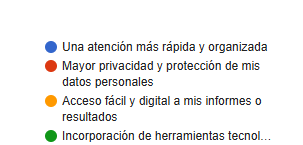 Una atención más rápida y organizada
Mayor privacidad y protección de mis
datos personales
Acceso fácil y digital a mis informes o
resultados
Incorporación de herramientas tecnol...